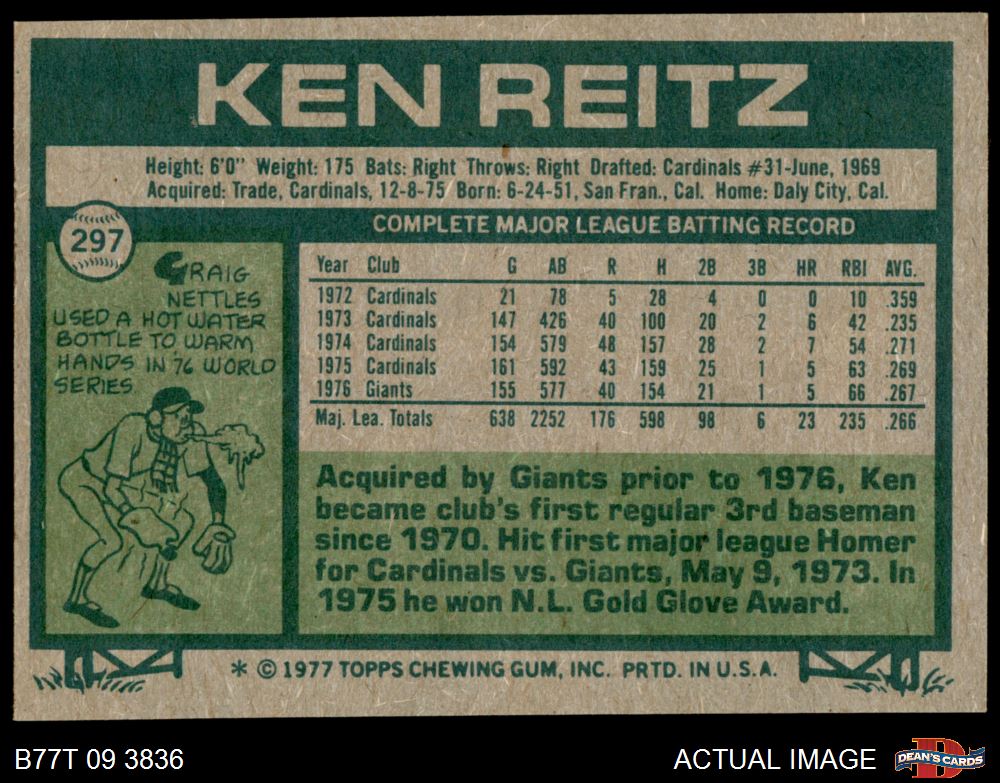 KEN REITZ
Height: 6'0" Weight: 175 Bats: Right Throws: Right Drafted: Cardinals #31-June, 1969
Acquired: Trade, Cardinals, 12-8-75 Born: 6-24-51, San Fran., Cal. Home: Daly City, Cal.
297
COMPLETE MAJOR LEAGUE BATTING RECORD
GRAIG
NETTLES
USED A HOT WATER
BOTTLE TO WARM
HANDS IN 76 WORLD
SERIES.
Year Club G AB R H 2B 3B HR RBI AVG.
1972 Cardinals 21 78 5 28 4 0 0 10 .359
1973 Cardinals 147 426 40 100 20 2 6 42 .235
1974 Cardinals 154 579 48 157 28 2 7 54 .271
1975 Cardinals 161 592 43 159 25 1 5 63 .269
1976 Giants 155 577 40 154 21 1 5 66 .267
Maj. Lea. Totals 638 2252 176 598 98 6 23 235 .266
Acquired by Giants prior to 1976, Ken
became club's first regular 3rd baseman
since 1970. Hit first major league Homer
for Cardinals vs. Giants, May 9, 1973. In
1975 he won N.L. Gold Glove Award.
* © 1977 TOPPS CHEWING GUM, INC. PRTD. IN U.S.A.
B77T 09 3836
ACTUAL IMAGE
D
DEAN'S CARDS